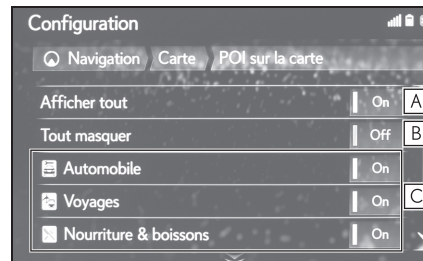 Configuration
Navigation Carte POI sur la carte
Afficher tout On A
Tout masquer Off B
Automobile On
Voyages On C
Nourriture & boissons On